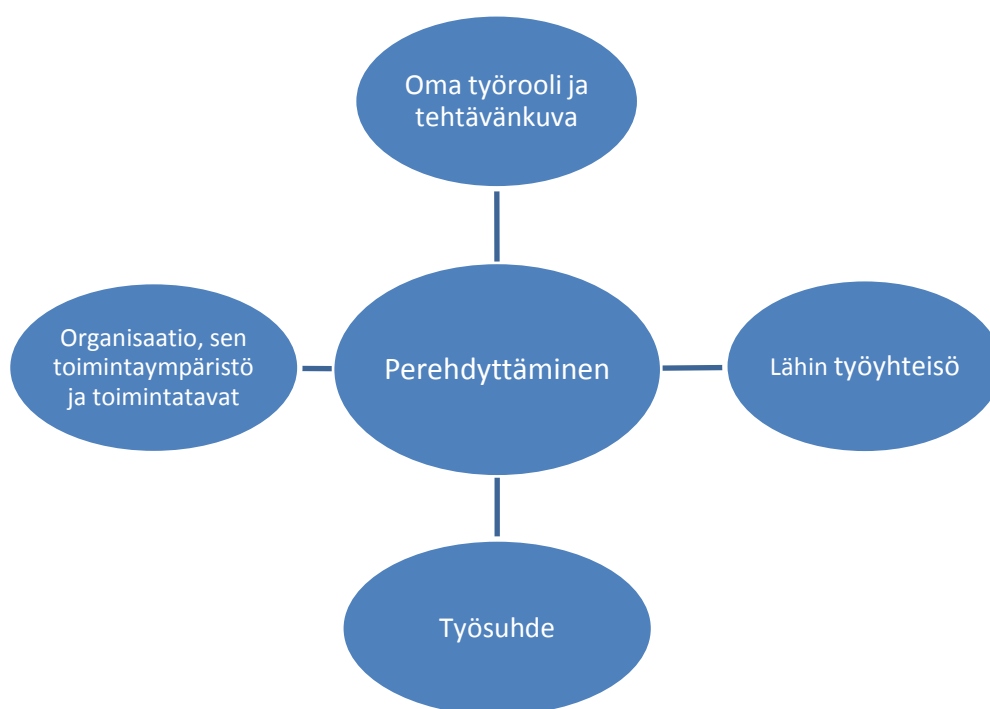 Oma työrooli ja
tehtävänkuva
Organisaatio, sen
toimintaympäristö
ja toimintatavat
Perehdyttäminen
Lähin työyhteisö
Työsuhde